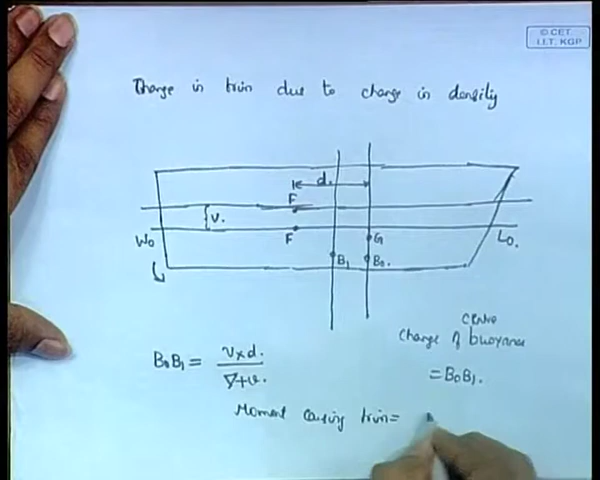 © CET
I.I.T. KGP
Change in trim due to change in density
d.
F
v.
W₀ F G L₀.
B₁ B₀.
Centre
Change of buoyance
B₀B₁ = v × d. / ∇+v.
= B₀B₁.
Moment causing trim =